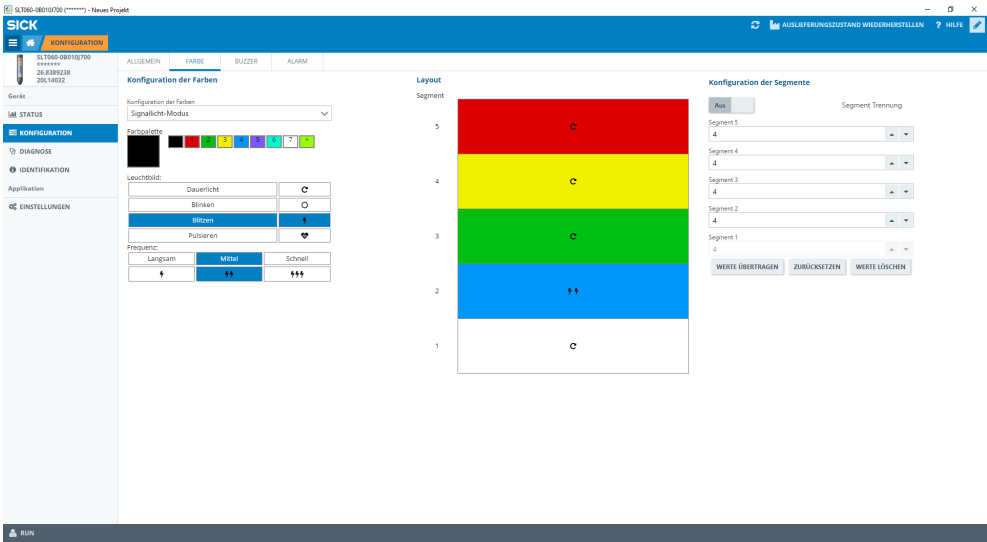 SLT060-0B010J700 (*******) - Neues Projekt
SICK
AUSLIEFERUNGSZUSTAND WIEDERHERSTELLEN
? HILFE
KONFIGURATION
SLT060-0B010J700
*******
26.8389238
20L14032
Gerät
STATUS
KONFIGURATION
DIAGNOSE
IDENTIFIKATION
Applikation
EINSTELLUNGEN
ALLGEMEIN FARBE BUZZER ALARM
Konfiguration der Farben
Konfiguration der Farben
Signallicht-Modus
Farbpalette
1 2 3 4 5 6 7 +
Leuchtbild:
Dauerlicht
Blinken
Blitzen
Pulsieren
Frequenz:
Langsam Mittel Schnell
Layout
Segment
5
4
3
2
1
Konfiguration der Segmente
Aus Segment Trennung
Segment 5
4
Segment 4
4
Segment 3
4
Segment 2
4
Segment 1
4
WERTE ÜBERTRAGEN ZURÜCKSETZEN WERTE LÖSCHEN
RUN